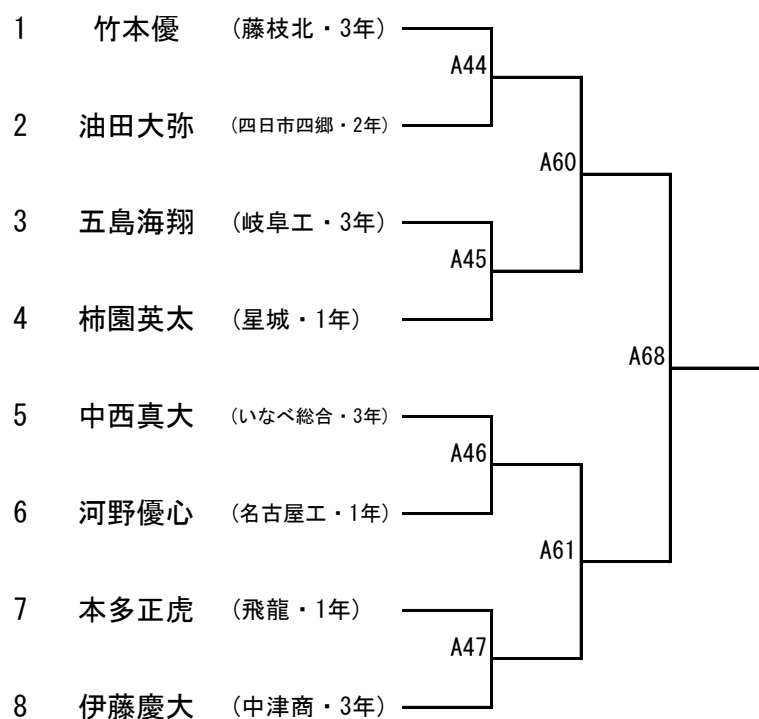 1 竹本優 （藤枝北・3年）
A44
2 油田大弥 （四日市四郷・2年）
A60
3 五島海翔 （岐阜工・3年）
A45
4 柿園英太 （星城・1年）
A68
5 中西真大 （いなべ総合・3年）
A46
6 河野優心 （名古屋工・1年）
A61
7 本多正虎 （飛龍・1年）
A47
8 伊藤慶大 （中津商・3年）